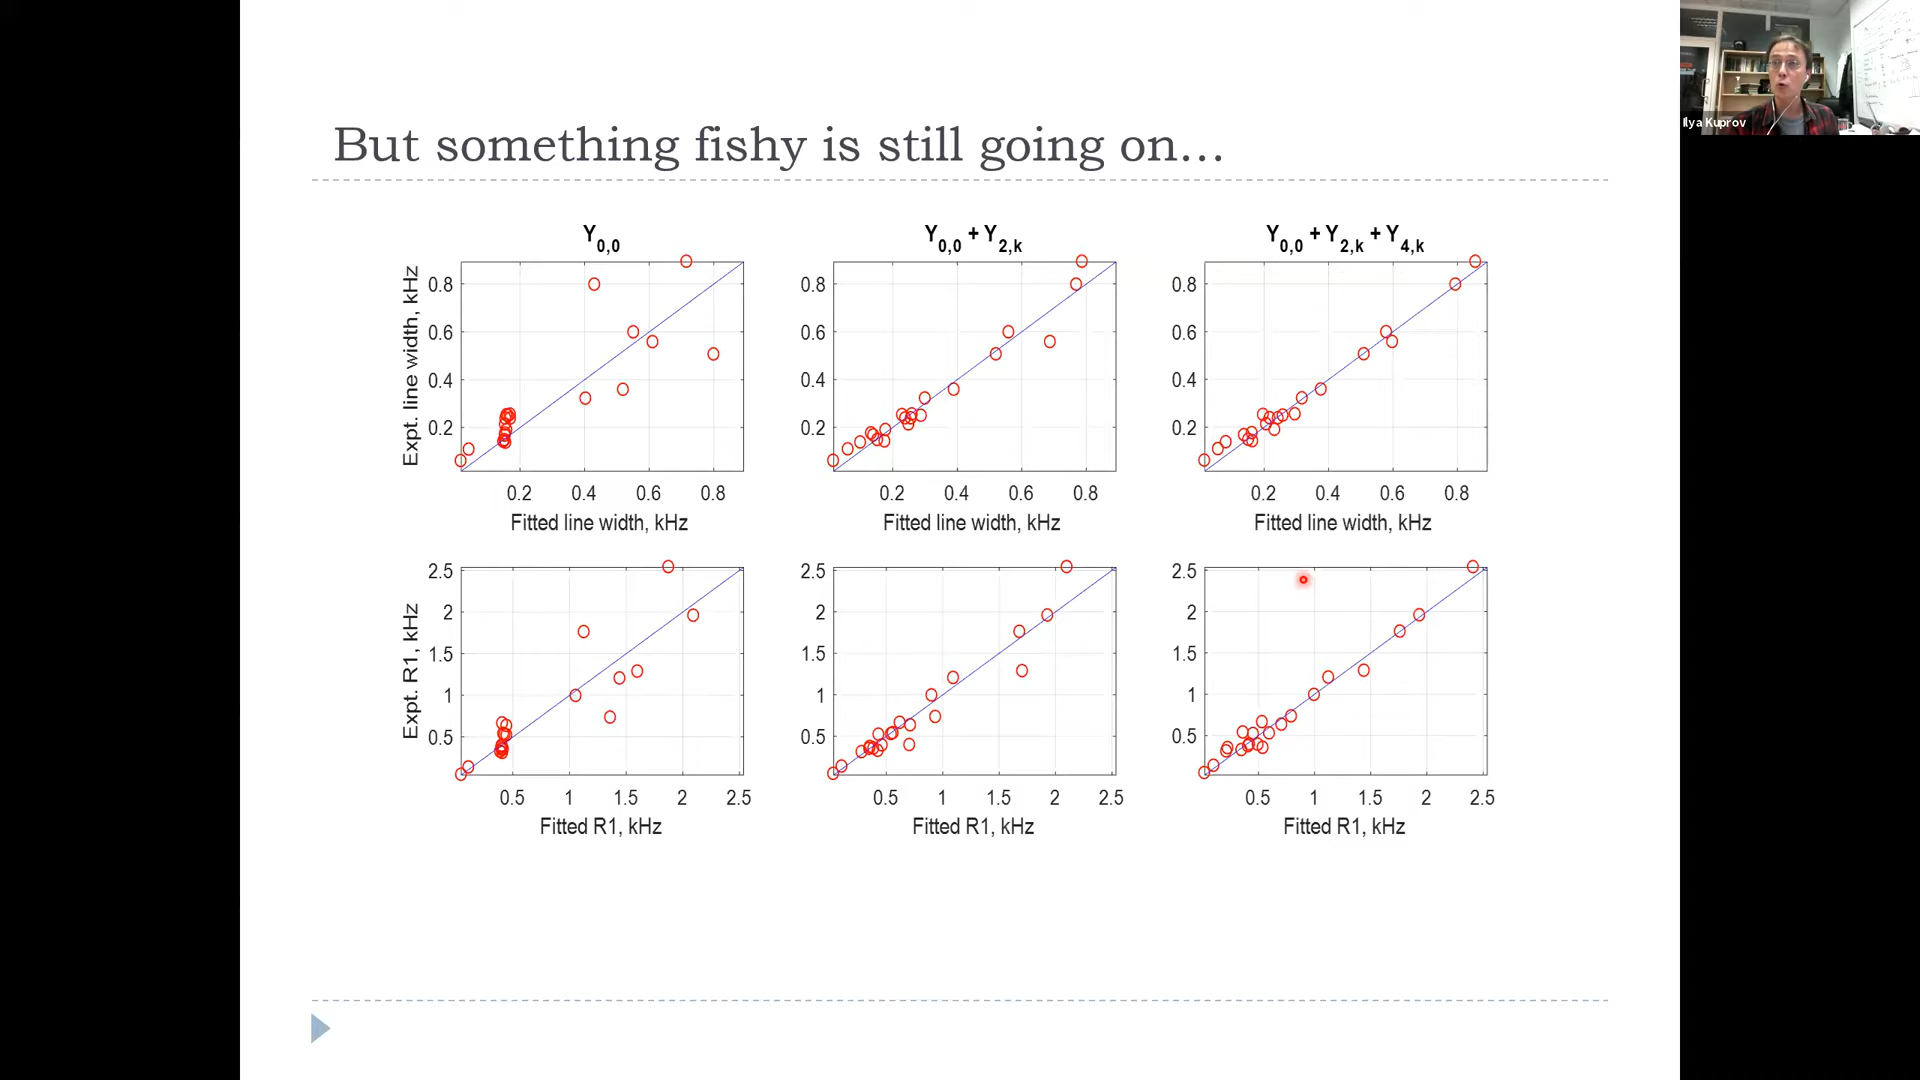 Ilya Kuprov
But something fishy is still going on...
Y0,0
Y0,0 + Y2,k
Y0,0 + Y2,k + Y4,k
Expt. line width, kHz
0.8
0.6
0.4
0.2
0.2 0.4 0.6 0.8
Fitted line width, kHz
0.8
0.6
0.4
0.2
0.2 0.4 0.6 0.8
Fitted line width, kHz
0.8
0.6
0.4
0.2
0.2 0.4 0.6 0.8
Fitted line width, kHz
Expt. R1, kHz
2.5
2
1.5
1
0.5
0.5 1 1.5 2 2.5
Fitted R1, kHz
2.5
2
1.5
1
0.5
0.5 1 1.5 2 2.5
Fitted R1, kHz
2.5
2
1.5
1
0.5
0.5 1 1.5 2 2.5
Fitted R1, kHz